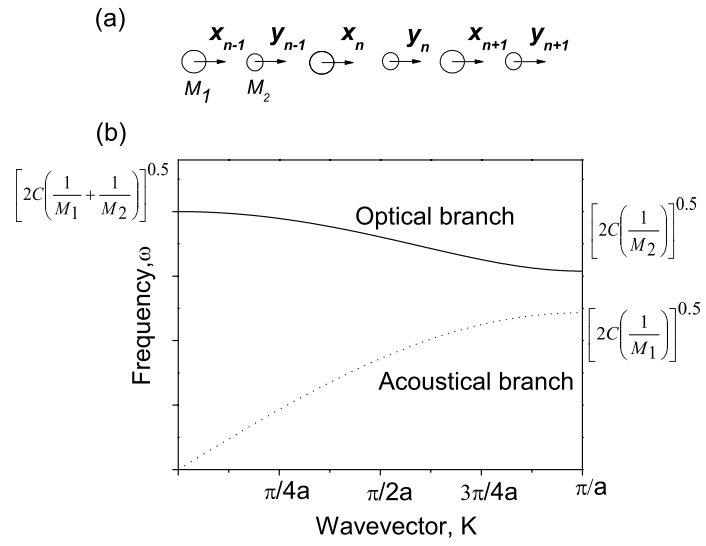 (a)
x_{n-1} y_{n-1} x_n y_n x_{n+1} y_{n+1}
M_1 M_2
(b)
[2C(1/M_1 + 1/M_2)]^{0.5}
Optical branch
[2C(1/M_2)]^{0.5}
[2C(1/M_1)]^{0.5}
Acoustical branch
Frequency,ω
π/4a π/2a 3π/4a π/a
Wavevector, K